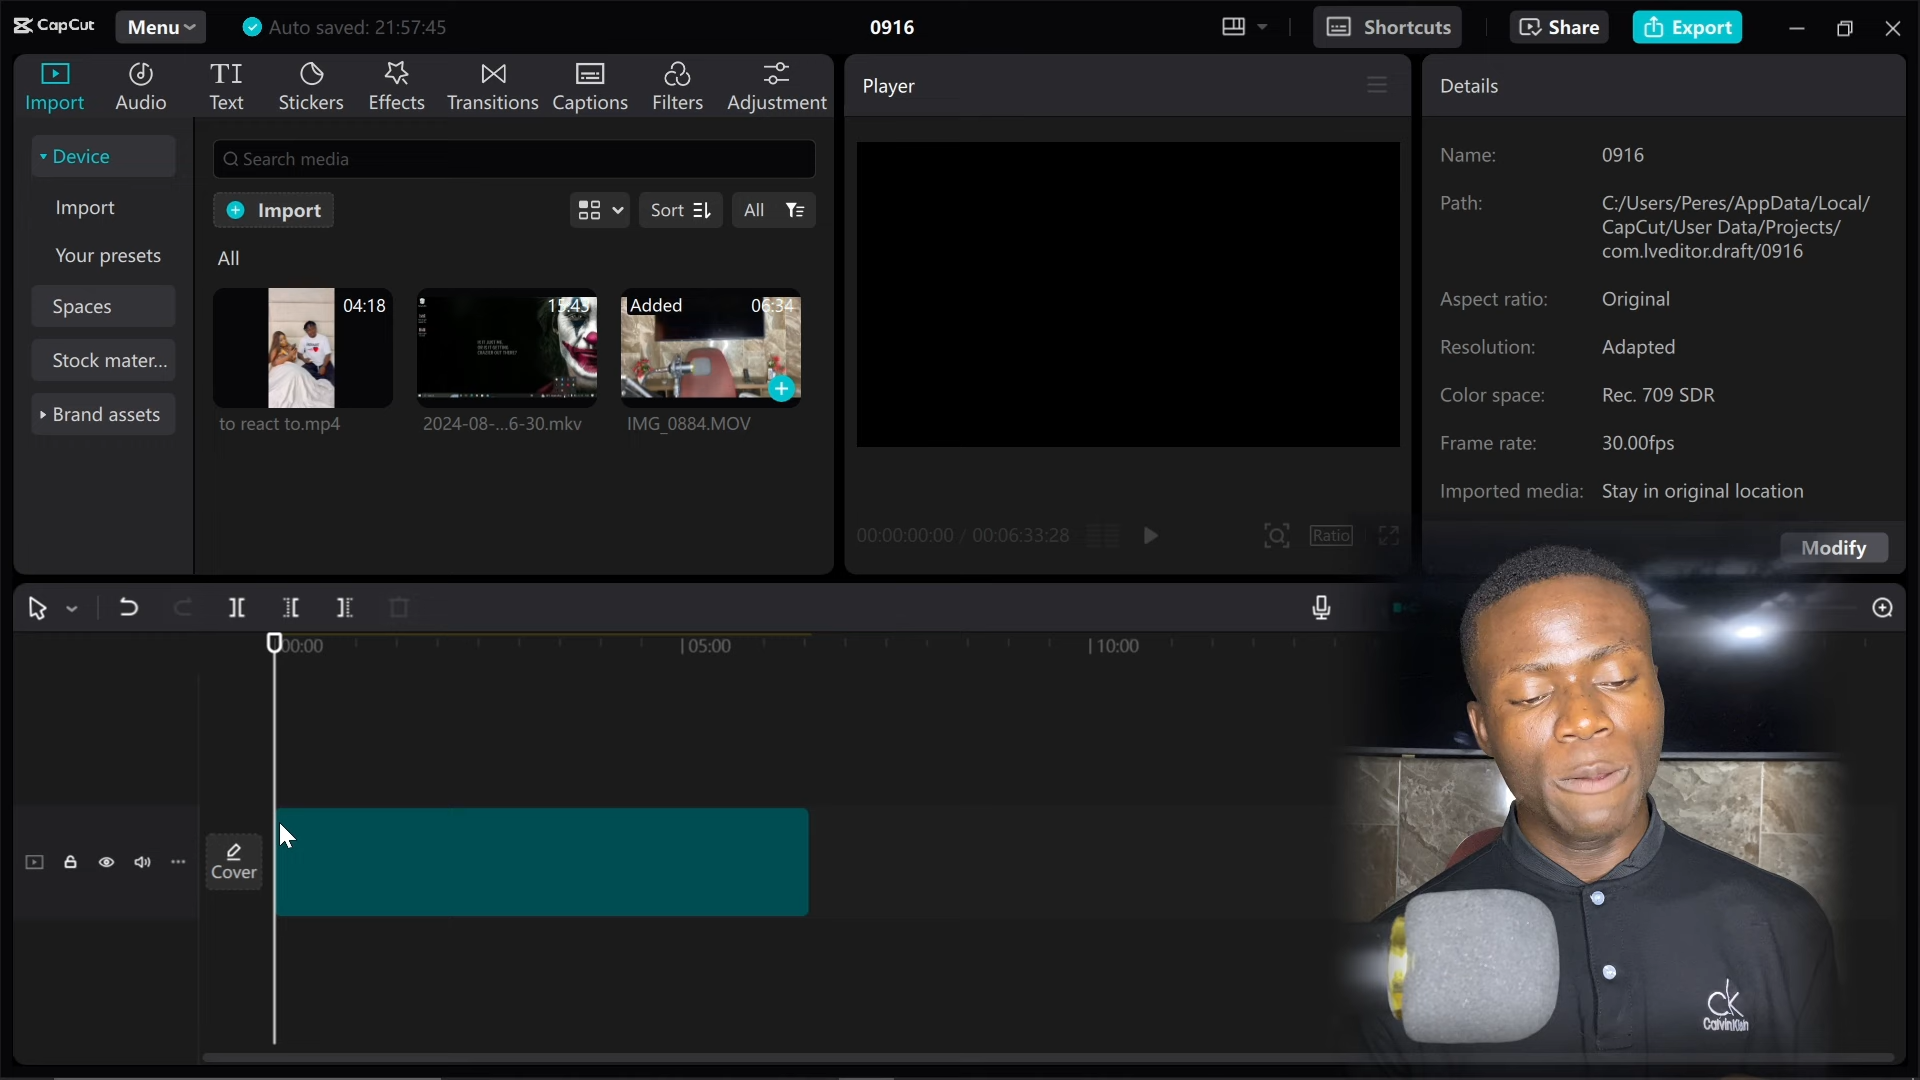 CapCut Menu Auto saved: 21:57:45 0916 Shortcuts Share Export
Import Audio Text Stickers Effects Transitions Captions Filters Adjustment
Player
Details
Device
Import
Your presets
Spaces
Stock mater...
Brand assets
Search media
Import Sort All
All
04:18
to react to.mp4
15:45
2024-08-...6-30.mkv
Added 06:34
IMG_0884.MOV
00:00:00:00 / 00:06:33:28 Ratio
Name: 0916
Path: C:/Users/Peres/AppData/Local/
CapCut/User Data/Projects/
com.lveditor.draft/0916
Aspect ratio: Original
Resolution: Adapted
Color space: Rec. 709 SDR
Frame rate: 30.00fps
Imported media: Stay in original location
Modify
00:00 05:00 10:00
Cover
ck
Calvin Klein